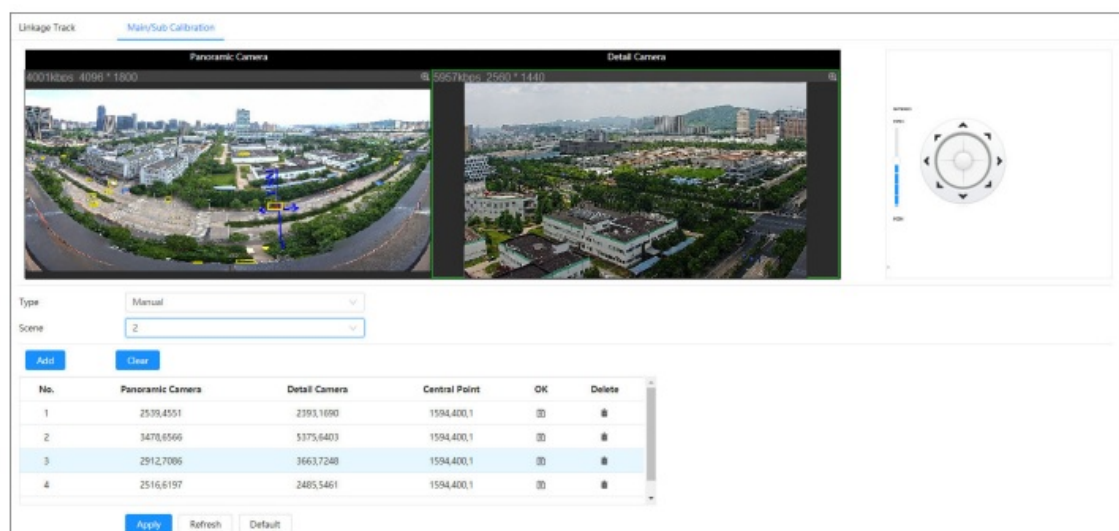 Linkage Track Main/Sub Calibration
Panoramic Camera Detail Camera
4001kbps 4096 * 1800 5957kbps 2560 * 1440
Type Manual
Scene 2
Add Clear
No. Panoramic Camera Detail Camera Central Point OK Delete
1 2539,4551 2393,1690 1594,400,1
2 3478,6566 5375,6403 1594,400,1
3 2912,7086 3663,7248 1594,400,1
4 2516,6197 2485,5461 1594,400,1
Apply Refresh Default